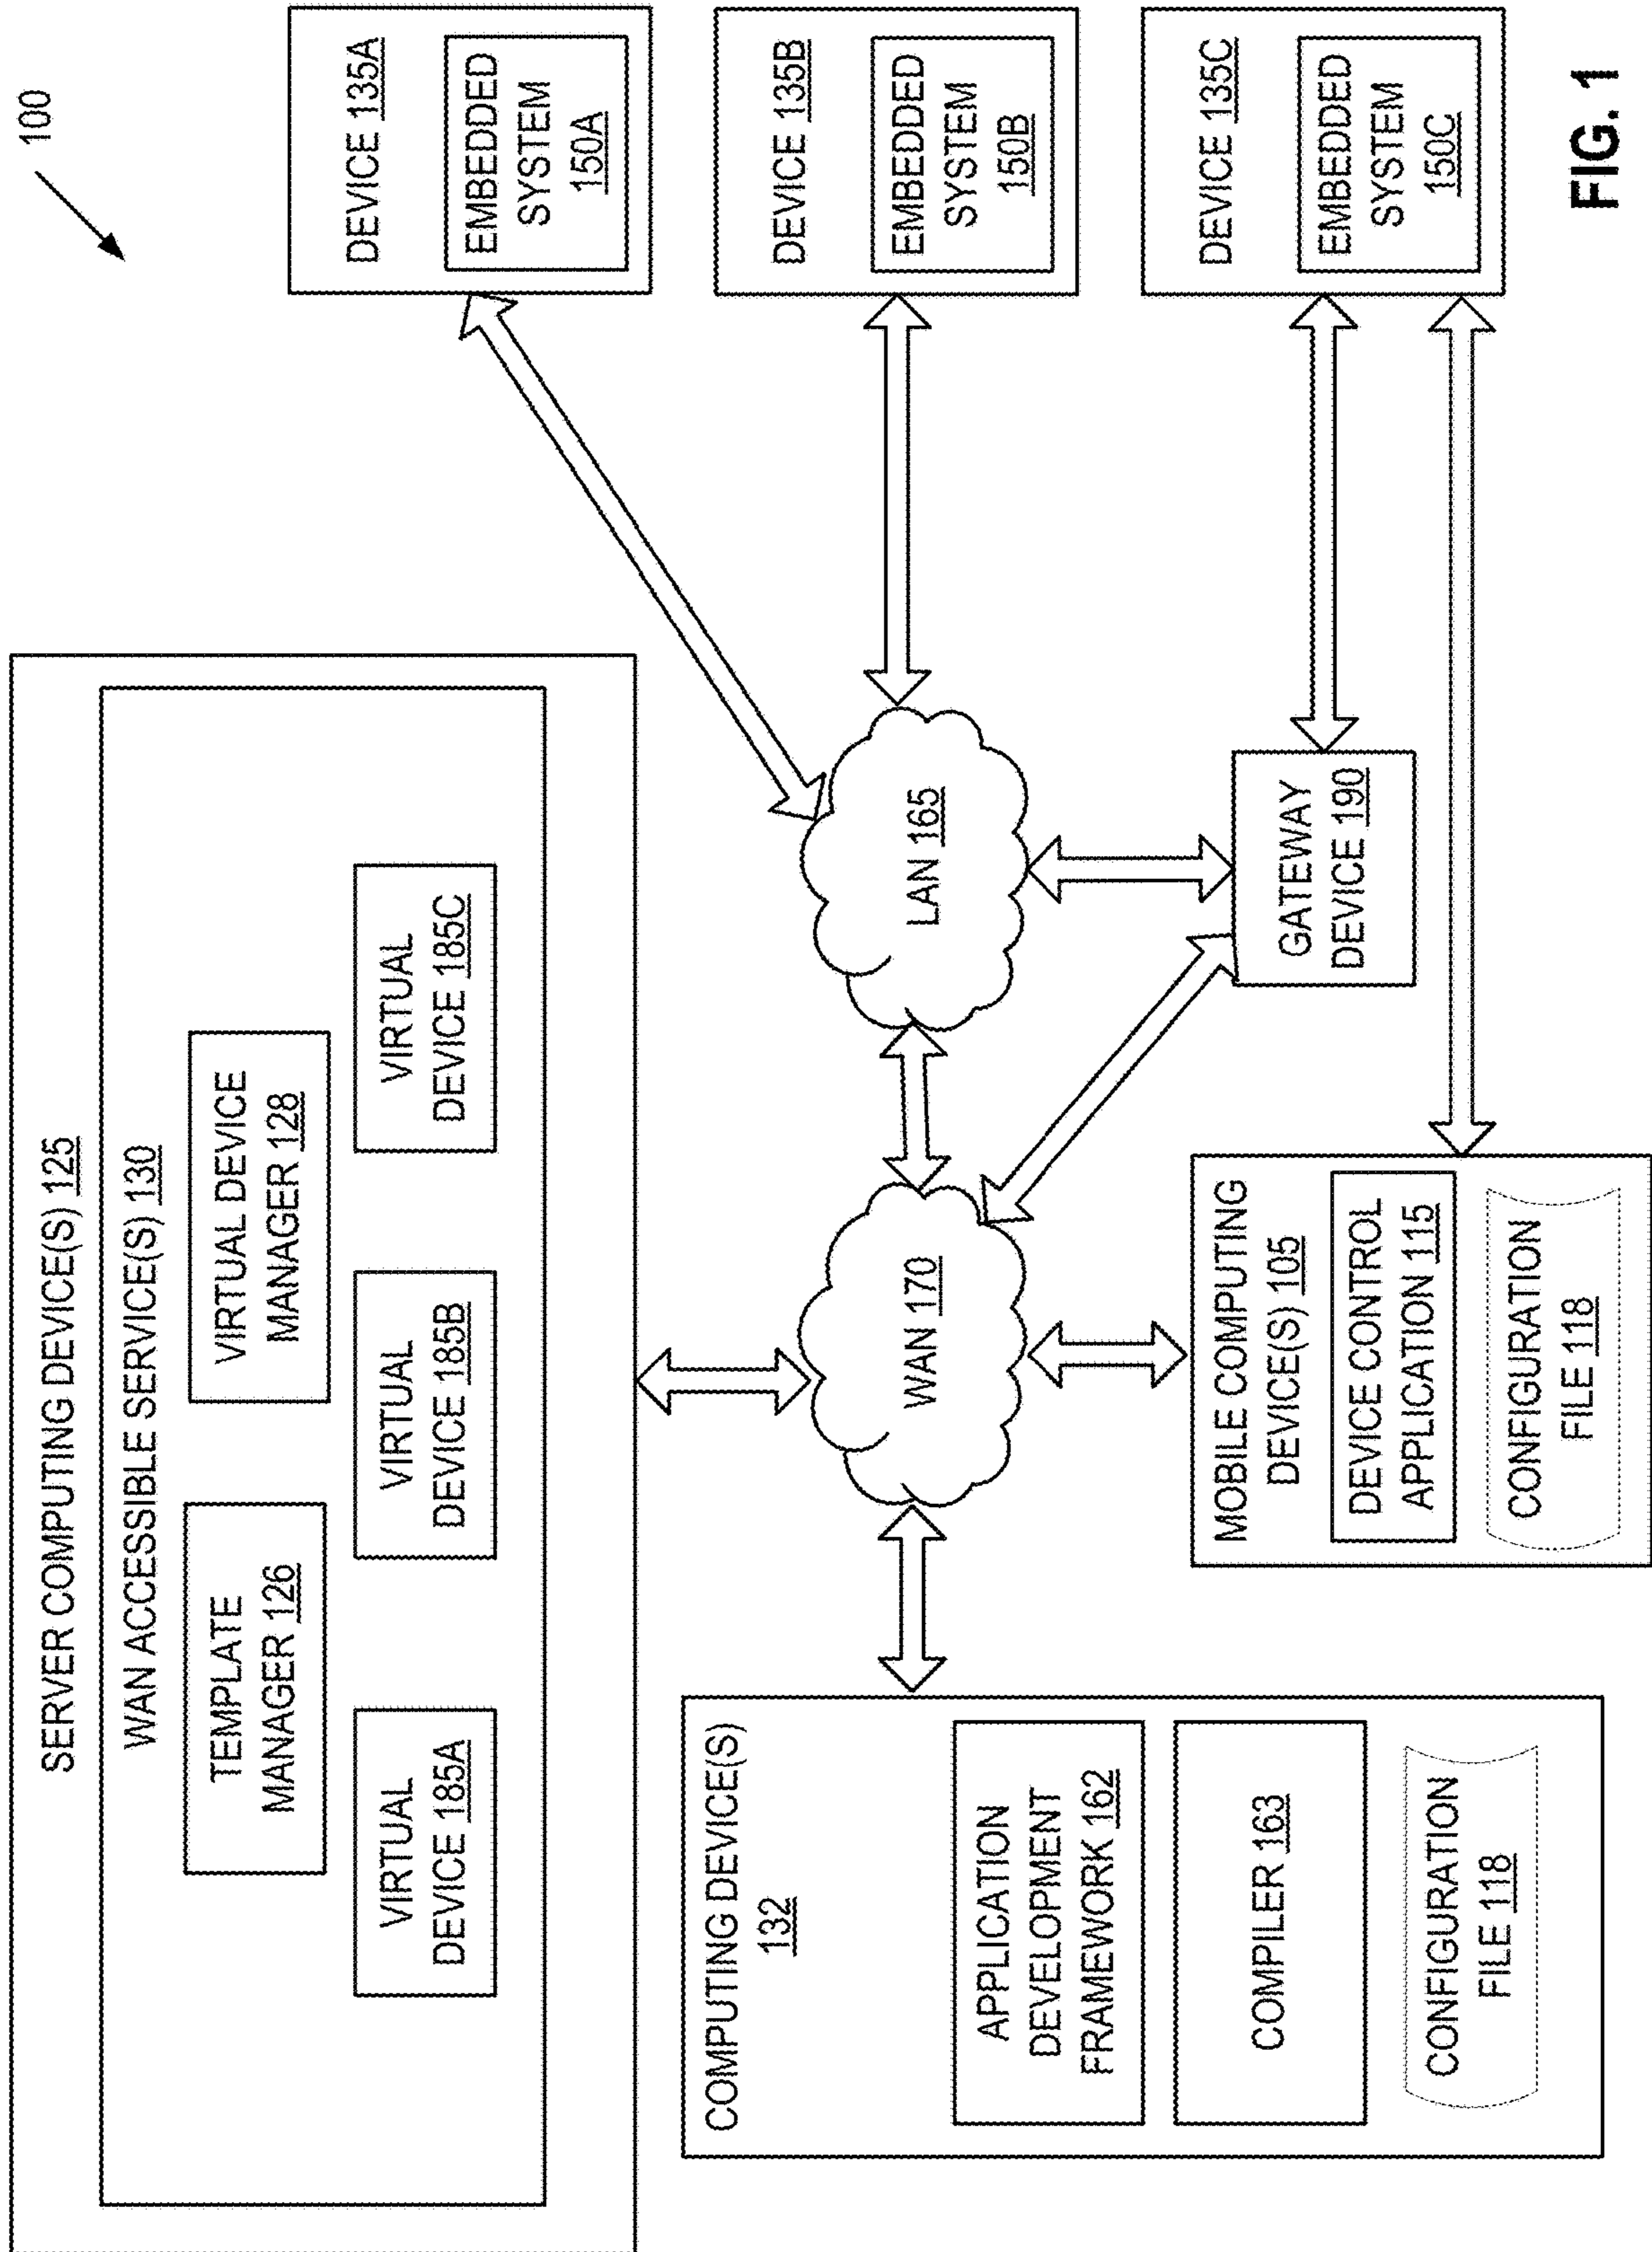 100
SERVER COMPUTING DEVICE(S) 125
WAN ACCESSIBLE SERVICE(S) 130
TEMPLATE
MANAGER 126
VIRTUAL DEVICE
MANAGER 128
VIRTUAL
DEVICE 185A
VIRTUAL
DEVICE 185B
VIRTUAL
DEVICE 185C
DEVICE 135A
EMBEDDED
SYSTEM
150A
COMPUTING DEVICE(S)
132
APPLICATION
DEVELOPMENT
FRAMEWORK 162
COMPILER 163
CONFIGURATION
FILE 118
WAN 170
LAN 165
DEVICE 135B
EMBEDDED
SYSTEM
150B
MOBILE COMPUTING
DEVICE(S) 105
DEVICE CONTROL
APPLICATION 115
CONFIGURATION
FILE 118
GATEWAY
DEVICE 190
DEVICE 135C
EMBEDDED
SYSTEM
150C
FIG. 1